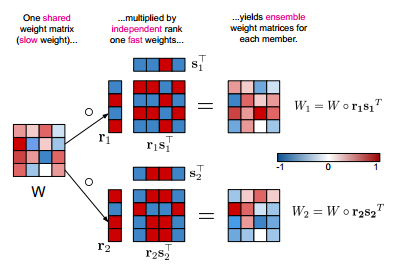 One shared
weight matrix
(slow weight)...
...multiplied by
independent rank
one fast weights...
...yields ensemble
weight matrices for
each member.
s₁⊤
r₁
r₁s₁⊤
=
W₁ = W ∘ r₁s₁ᵀ
W
-1 0 1
s₂⊤
r₂
r₂s₂⊤
=
W₂ = W ∘ r₂s₂ᵀ